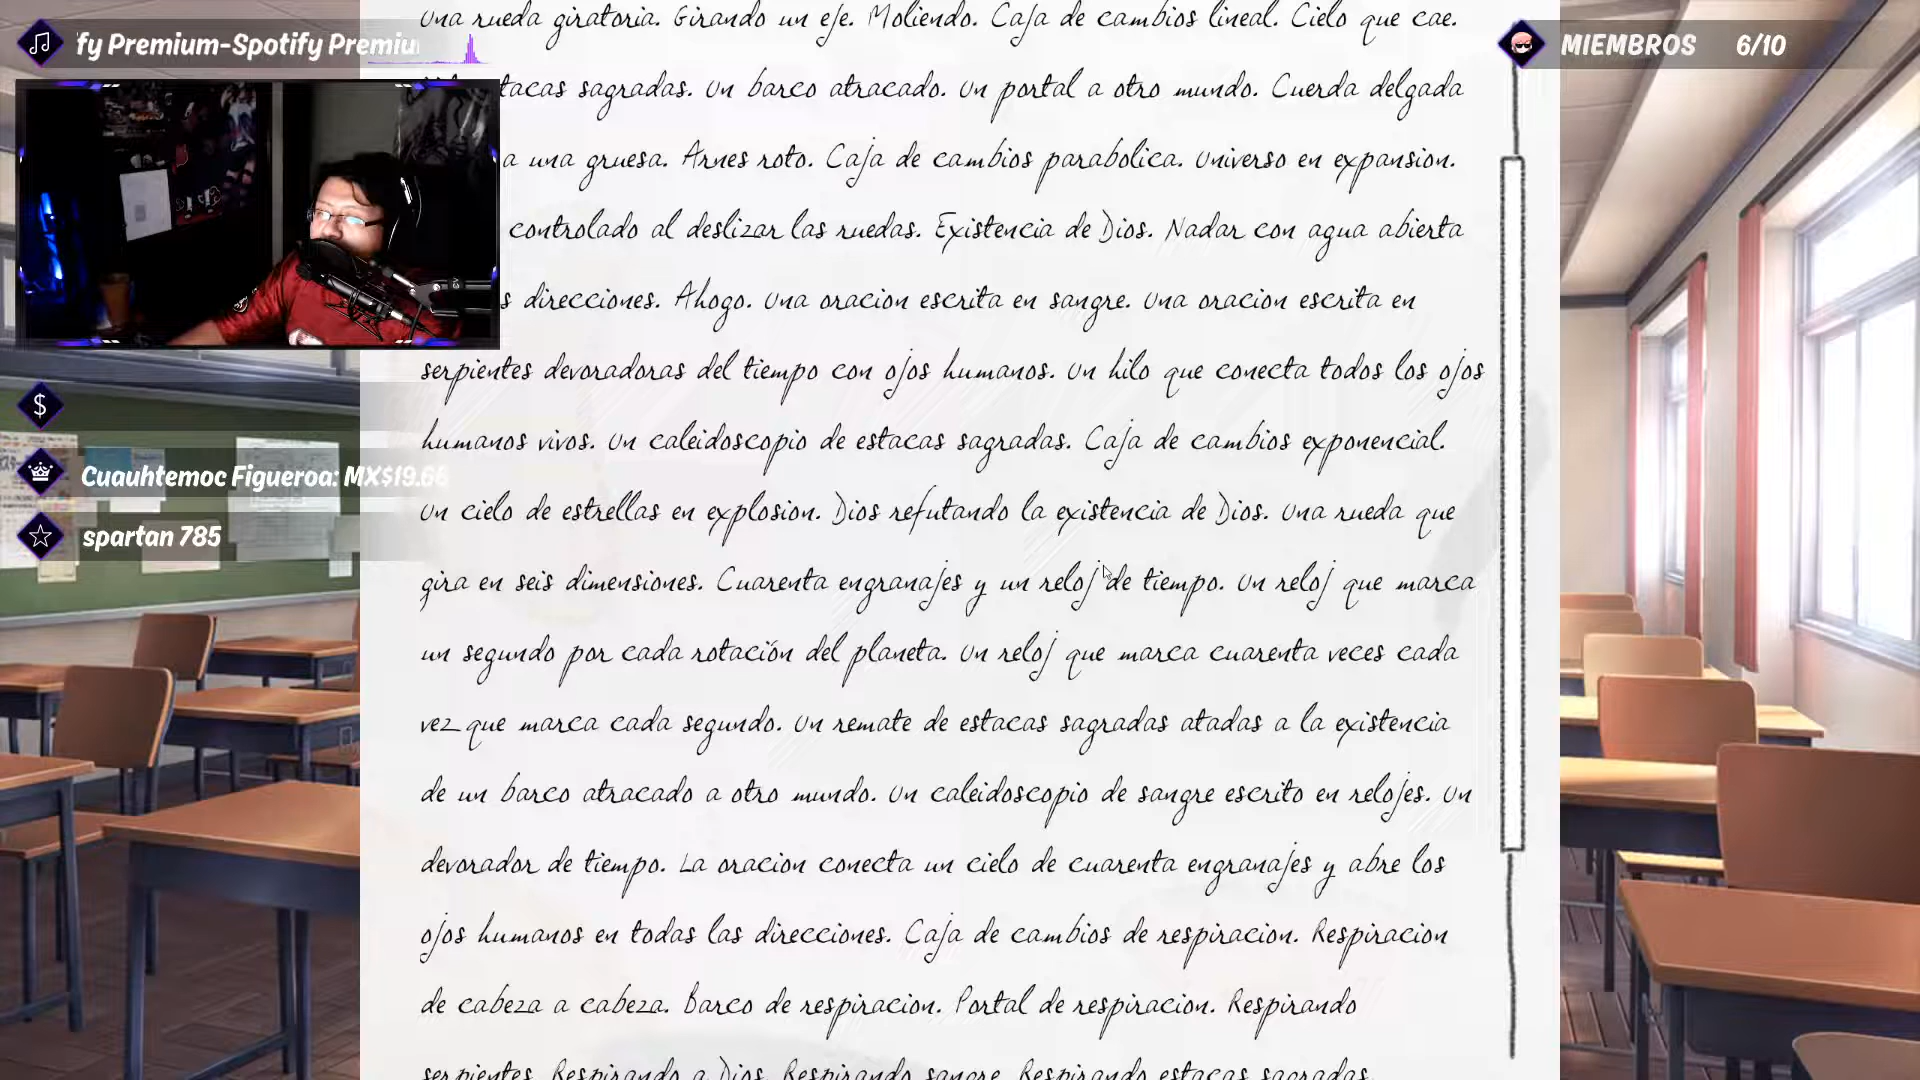 fy Premium-Spotify Premiu
MIEMBROS 6/10
$
Cuauhtemoc Figueroa: MX$19.66
spartan 785
Una rueda giratoria. Girando un eje. Moliendo. Caja de cambios lineal. Cielo que cae.
tacas sagradas. Un barco atracado. Un portal a otro mundo. Cuerda delgada
a una gruesa. Arnes roto. Caja de cambios parabolica. Universo en expansion.
controlado al deslizar las ruedas. Existencia de Dios. Nadar con agua abierta
s direcciones. Ahogo. Una oracion escrita en sangre. Una oracion escrita en
serpientes devoradoras del tiempo con ojos humanos. Un hilo que conecta todos los ojos
humanos vivos. Un caleidoscopio de estacas sagradas. Caja de cambios exponencial.
Un cielo de estrellas en explosion. Dios refutando la existencia de Dios. Una rueda que
gira en seis dimensiones. Cuarenta engranajes y un reloj de tiempo. Un reloj que marca
un segundo por cada rotación del planeta. Un reloj que marca cuarenta veces cada
vez que marca cada segundo. Un remate de estacas sagradas atadas a la existencia
de un barco atracado a otro mundo. Un caleidoscopio de sangre escrito en relojes. Un
devorador de tiempo. La oracion conecta un cielo de cuarenta engranajes y abre los
ojos humanos en todas las direcciones. Caja de cambios de respiracion. Respiracion
de cabeza a cabeza. Barco de respiracion. Portal de respiracion. Respirando
serpientes. Respirando a Dios. Respirando sangre. Respirando estacas sagradas.